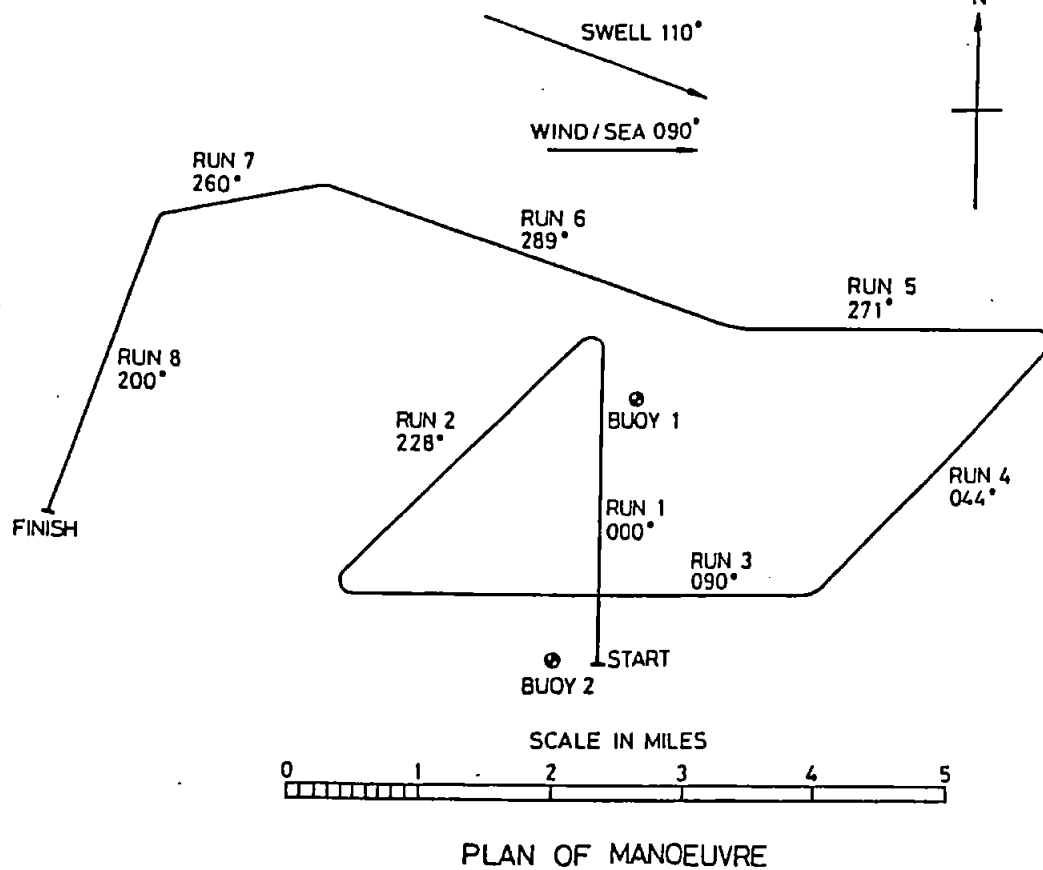 N
SWELL 110°
WIND/SEA 090°
RUN 7
260°
RUN 6
289°
RUN 5
271°
RUN 8
200°
RUN 2
228°
BUOY 1
RUN 4
044°
RUN 1
000°
FINISH
RUN 3
090°
START
BUOY 2
SCALE IN MILES
0 1 2 3 4 5
PLAN OF MANOEUVRE